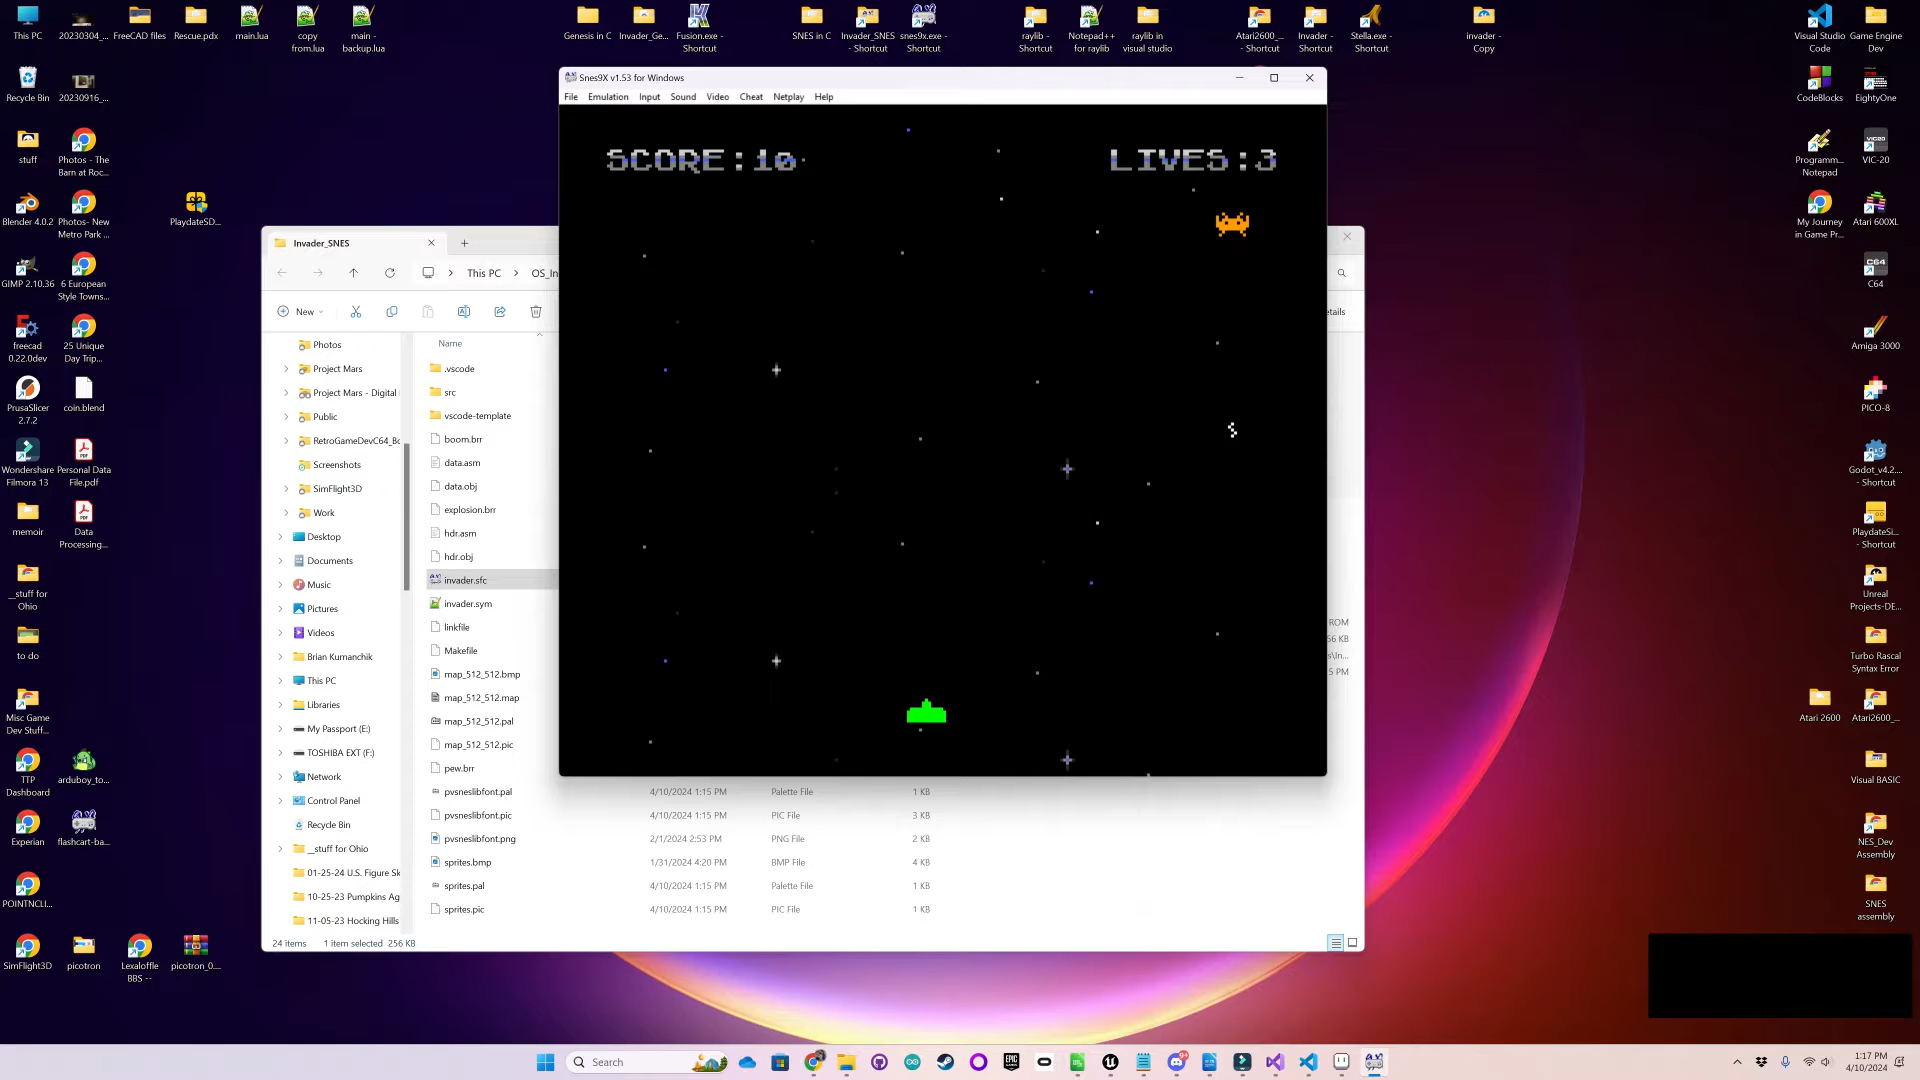 This PC
20230304_...
FreeCAD files
Rescue.pdx
main.lua
copy
from.lua
main -
backup.lua
Genesis in C
Invader_Ge...
Fusion.exe -
Shortcut
SNES in C
Invader_SNES
- Shortcut
snes9x.exe -
Shortcut
raylib -
Shortcut
Notepad++
for raylib
raylib in
visual studio
Atari2600_...
- Shortcut
Invader -
Shortcut
Stella.exe -
Shortcut
invader -
Copy
Visual Studio
Code
Game Engine
Dev
Recycle Bin
20230916_...
CodeBlocks
EightyOne
stuff
Photos - The
Barn at Roc...
Programm...
Notepad
VIC-20
Blender 4.0.2
Photos- New
Metro Park ...
PlaydateSD...
My Journey
in Game Pr...
Atari 600XL
GIMP 2.10.36
6 European
Style Towns...
C64
C64
freecad
0.22.0dev
25 Unique
Day Trip...
Amiga 3000
PrusaSlicer
2.7.2
coin.blend
PICO-8
Wondershare
Filmora 13
Personal Data
File.pdf
Godot_v4.2....
- Shortcut
memoir
Data
Processing...
PlaydateSi...
- Shortcut
__stuff for
Ohio
Unreal
Projects-DE...
to do
Turbo Rascal
Syntax Error
Misc Game
Dev Stuff...
Atari 2600
Atari2600_...
TTP
Dashboard
arduboy_to...
Visual BASIC
Experian
flashcart-ba...
NES_Dev
Assembly
POINTNCLI...
SNES
assembly
SimFlight3D
picotron
Lexaloffle
BBS --
picotron_0....
Snes9X v1.53 for Windows
File Emulation Input Sound Video Cheat Netplay Help
SCORE:10 LIVES:3
Invader_SNES
This PC > OS_In
New
etails
Photos
Project Mars
Project Mars - Digital
Public
RetroGameDevC64_Bo
Screenshots
SimFlight3D
Work
Desktop
Documents
Music
Pictures
Videos
Brian Kumanchik
This PC
Libraries
My Passport (E:)
TOSHIBA EXT (F:)
Network
Control Panel
Recycle Bin
__stuff for Ohio
01-25-24 U.S. Figure Sk
10-25-23 Pumpkins Ag
11-05-23 Hocking Hills
Name
.vscode
src
vscode-template
boom.brr
data.asm
data.obj
explosion.brr
hdr.asm
hdr.obj
invader.sfc
invader.sym
linkfile
Makefile
map_512_512.bmp
map_512_512.map
map_512_512.pal
map_512_512.pic
pew.brr
pvsneslibfont.pal 4/10/2024 1:15 PM Palette File 1 KB
pvsneslibfont.pic 4/10/2024 1:15 PM PIC File 3 KB
pvsneslibfont.png 2/1/2024 2:53 PM PNG File 2 KB
sprites.bmp 1/31/2024 4:20 PM BMP File 4 KB
sprites.pal 4/10/2024 1:15 PM Palette File 1 KB
sprites.pic 4/10/2024 1:15 PM PIC File 1 KB
ROM
56 KB
s\In...
5 PM
24 items 1 item selected 256 KB
Search
1:17 PM
4/10/2024